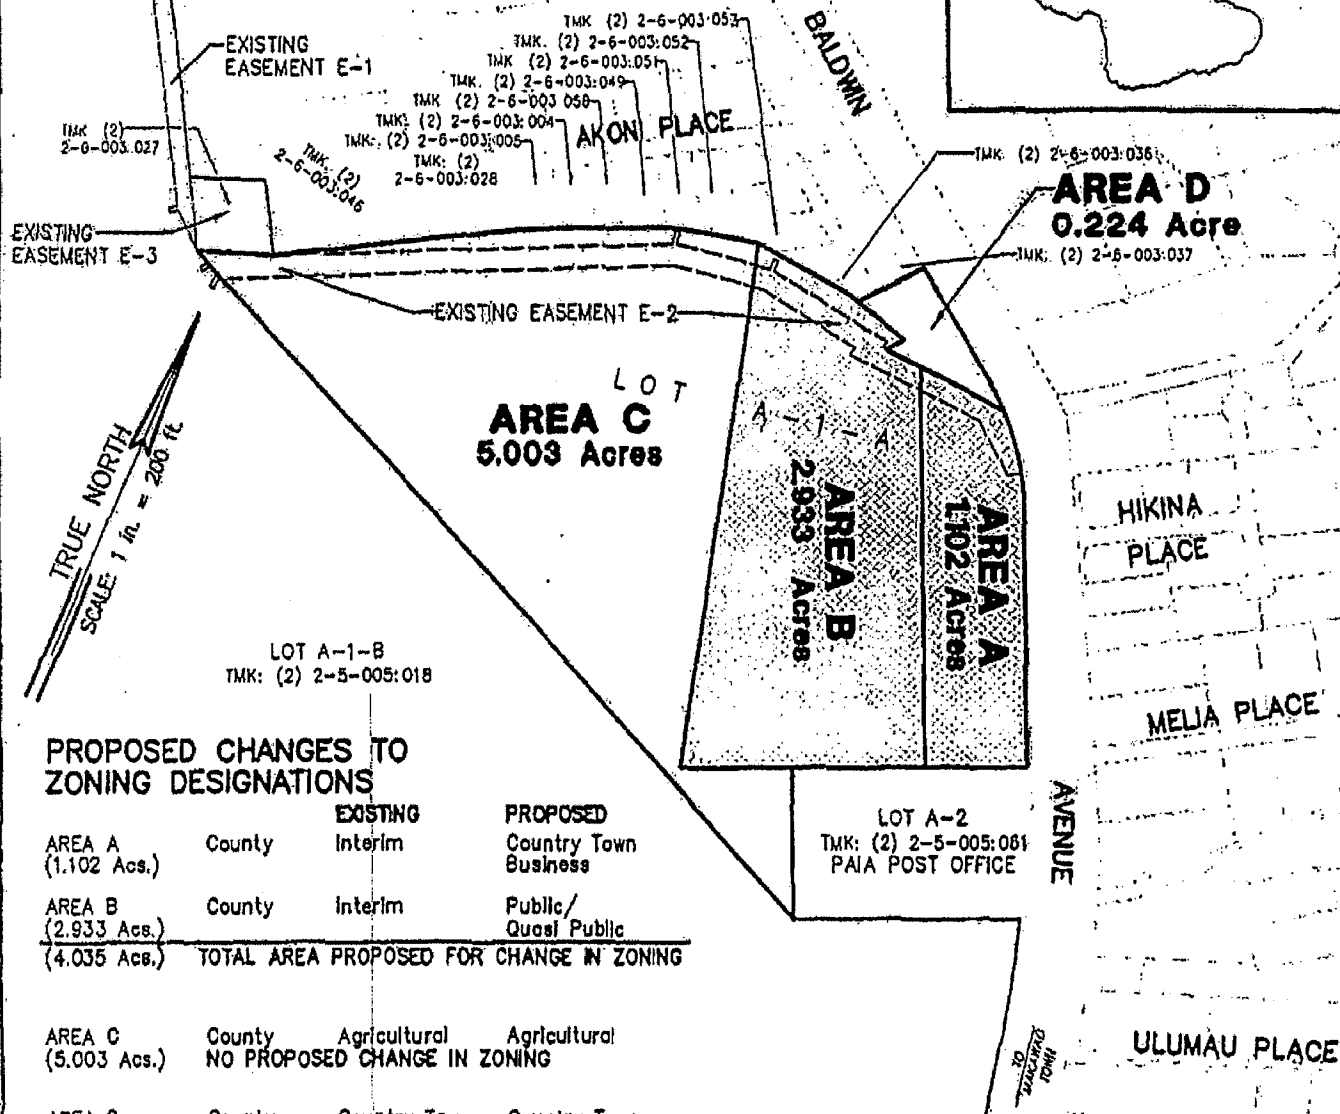 EXISTING
EASEMENT E-1
TMK (2) 2-6-003:053
TMK. (2) 2-6-003:052
TMK (2) 2-6-003:051
TMK. (2) 2-6-003:049
TMK (2) 2-6-003 050
TMK: (2) 2-6-003:004
TMK: (2) 2-6-003:005
TMK: (2)
2-6-003:028
AKON PLACE
BALDWIN
TMK (2)
2-6-003:027
TMK. (2)
2-6-003:046
TMK. (2) 2-6-003:036
AREA D
0.224 Acre
TMK: (2) 2-6-003:037
EXISTING
EASEMENT E-3
EXISTING EASEMENT E-2
LOT
A-1-A
AREA C
5.003 Acres
AREA B
2.933 Acres
AREA A
1.102 Acres
TRUE NORTH
SCALE: 1 in. = 200 ft.
HIKINA
PLACE
LOT A-1-B
TMK: (2) 2-5-005:018
MELIA PLACE
PROPOSED CHANGES TO
ZONING DESIGNATIONS
EXISTING PROPOSED
AREA A County Interim Country Town
(1.102 Acs.) Business
AREA B County Interim Public/
(2.933 Acs.) Quasi Public
(4.035 Acs.) TOTAL AREA PROPOSED FOR CHANGE IN ZONING
AREA C County Agricultural Agricultural
(5.003 Acs.) NO PROPOSED CHANGE IN ZONING
LOT A-2
TMK: (2) 2-5-005:061
PAIA POST OFFICE
AVENUE
TO
MAKAWAO
TOWN
ULUMAU PLACE